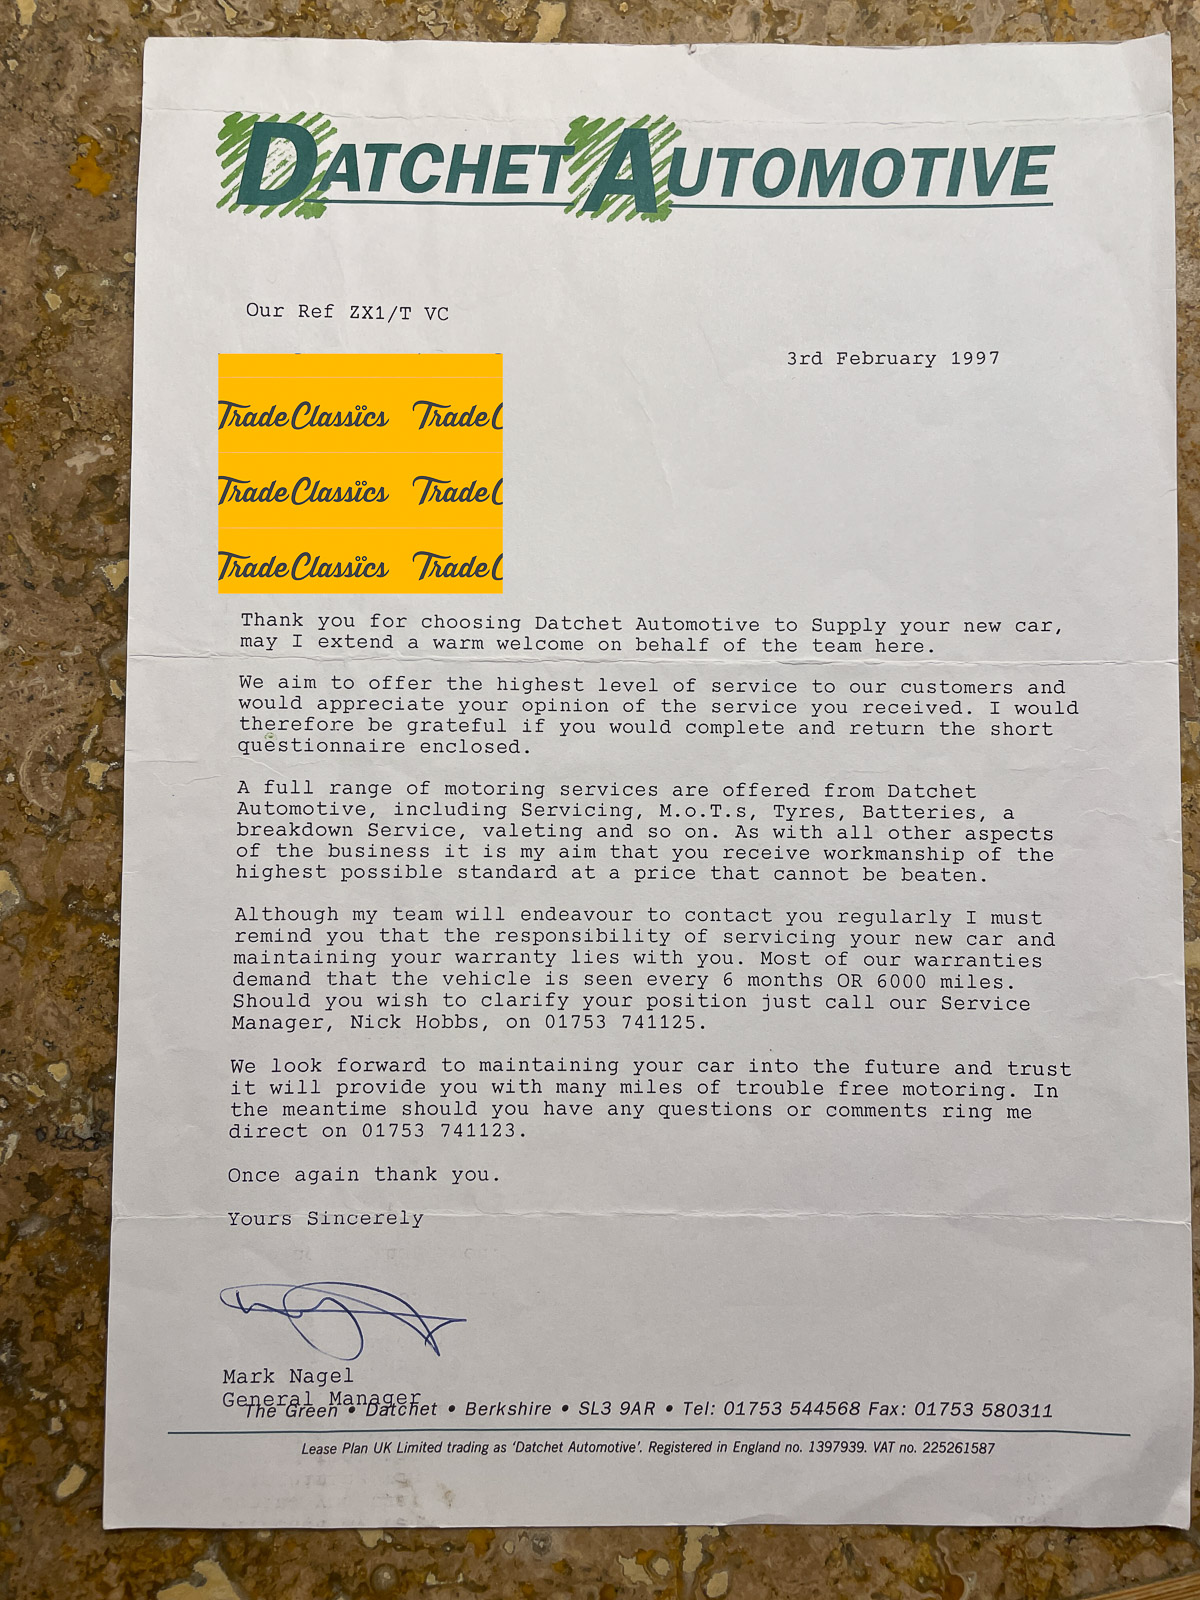 DATCHET AUTOMOTIVE
Our Ref ZX1/T VC
3rd February 1997
Trade Classïcs Trade C
Trade Classïcs Trade C
Trade Classïcs Trade C
Thank you for choosing Datchet Automotive to Supply your new car,
may I extend a warm welcome on behalf of the team here.
We aim to offer the highest level of service to our customers and
would appreciate your opinion of the service you received. I would
therefore be grateful if you would complete and return the short
questionnaire enclosed.
A full range of motoring services are offered from Datchet
Automotive, including Servicing, M.o.T.s, Tyres, Batteries, a
breakdown Service, valeting and so on. As with all other aspects
of the business it is my aim that you receive workmanship of the
highest possible standard at a price that cannot be beaten.
Although my team will endeavour to contact you regularly I must
remind you that the responsibility of servicing your new car and
maintaining your warranty lies with you. Most of our warranties
demand that the vehicle is seen every 6 months OR 6000 miles.
Should you wish to clarify your position just call our Service
Manager, Nick Hobbs, on 01753 741125.
We look forward to maintaining your car into the future and trust
it will provide you with many miles of trouble free motoring. In
the meantime should you have any questions or comments ring me
direct on 01753 741123.
Once again thank you.
Yours Sincerely
Mark Nagel
General Manager
The Green • Datchet • Berkshire • SL3 9AR • Tel: 01753 544568 Fax: 01753 580311
Lease Plan UK Limited trading as 'Datchet Automotive'. Registered in England no. 1397939. VAT no. 225261587